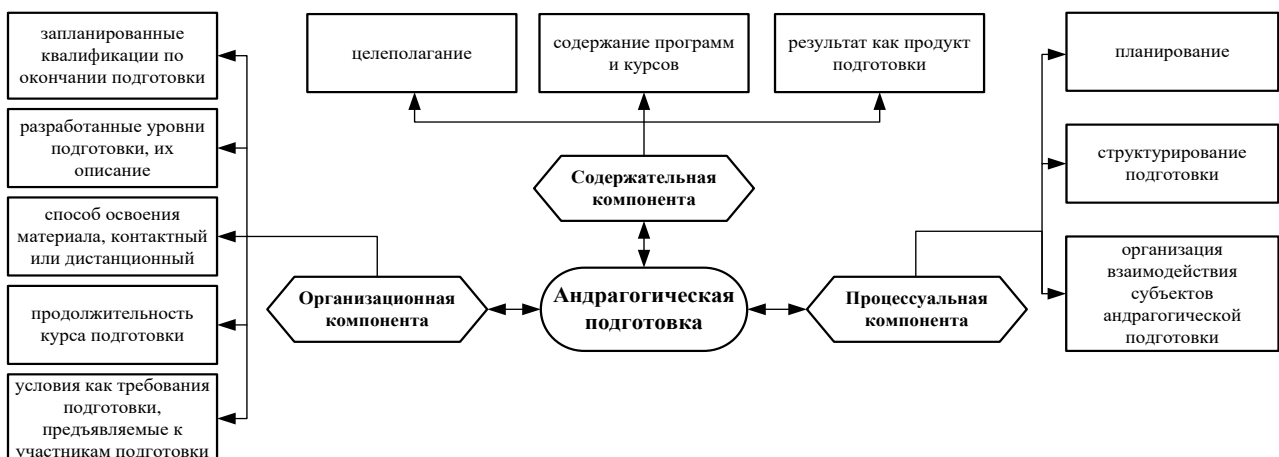 запланированные
квалификации по
окончании подготовки
разработанные уровни
подготовки, их
описание
способ освоения
материала, контактный
или дистанционный
продолжительность
курса подготовки
условия как требования
подготовки,
предъявляемые к
участникам подготовки
целеполагание
содержание программ
и курсов
результат как продукт
подготовки
Содержательная
компонента
Организационная
компонента
Андрагогическая
подготовка
Процессуальная
компонента
планирование
структурирование
подготовки
организация
взаимодействия
субъектов
андрагогической
подготовки